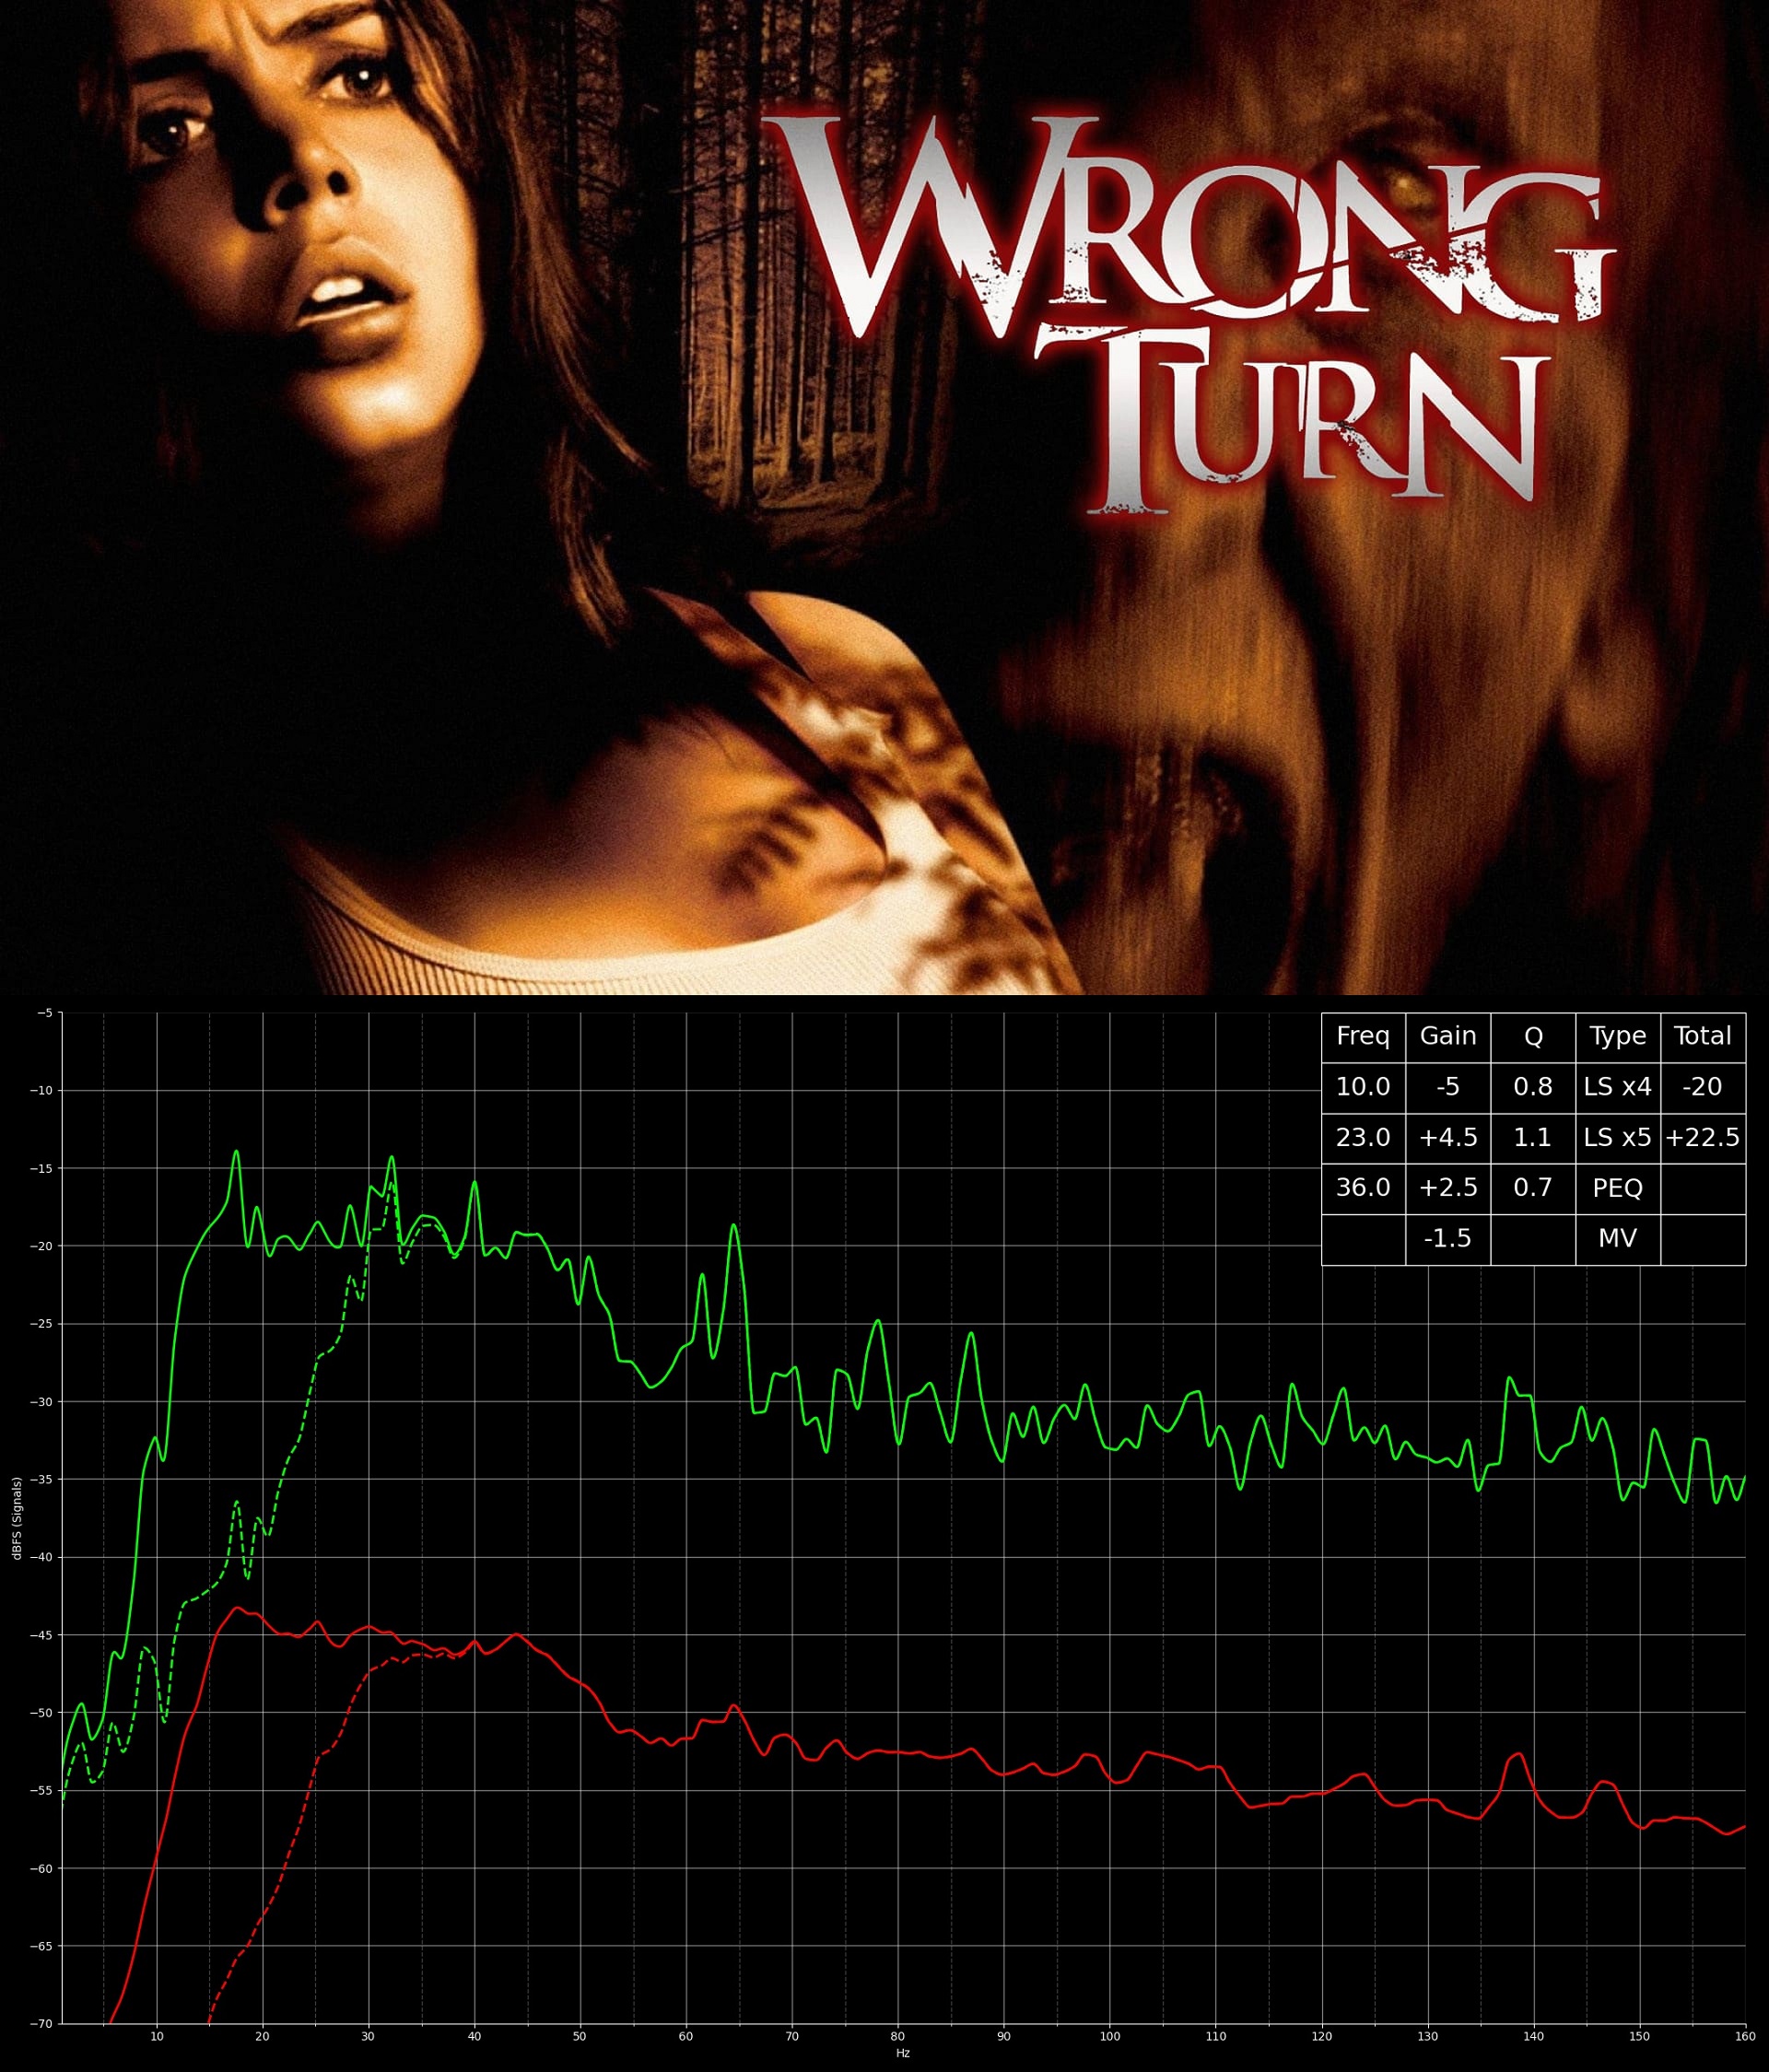 WRONG
TURN
Freq Gain Q Type Total
10.0 -5 0.8 LS x4 -20
23.0 +4.5 1.1 LS x5 +22.5
36.0 +2.5 0.7 PEQ
-1.5 MV
−5
−10
−15
−20
−25
−30
−35
−40
−45
−50
−55
−60
−65
−70
dBFS (Signals)
10 20 30 40 50 60 70 80 90 100 110 120 130 140 150 160
Hz